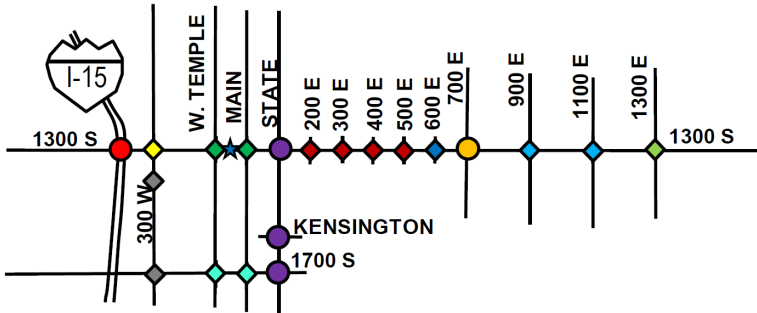 I-15
W. TEMPLE
MAIN
STATE
200 E
300 E
400 E
500 E
600 E
700 E
900 E
1100 E
1300 E
1300 S
1300 S
300 W
KENSINGTON
1700 S